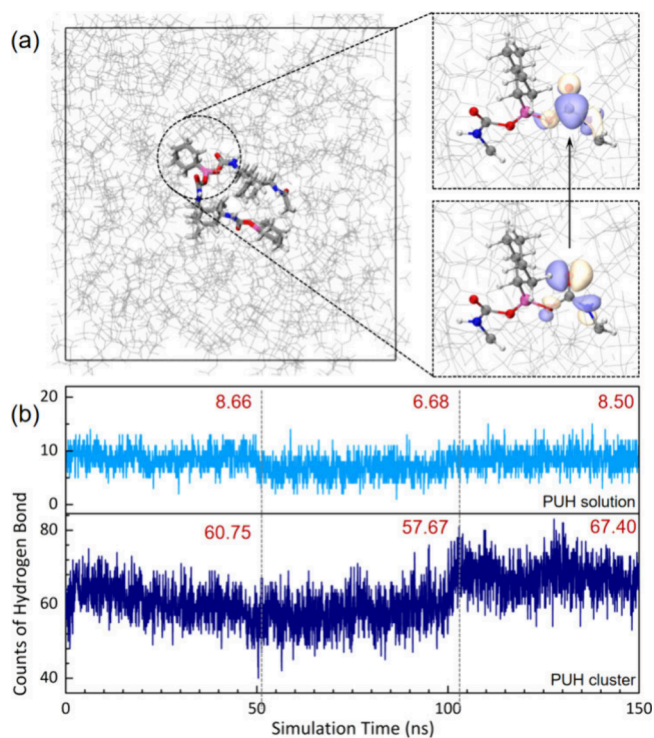 (a)
(b)
20
10
0
8.66 6.68 8.50
PUH solution
80
60
40
60.75 57.67 67.40
PUH cluster
Counts of Hydrogen Bond
0 50 100 150
Simulation Time (ns)